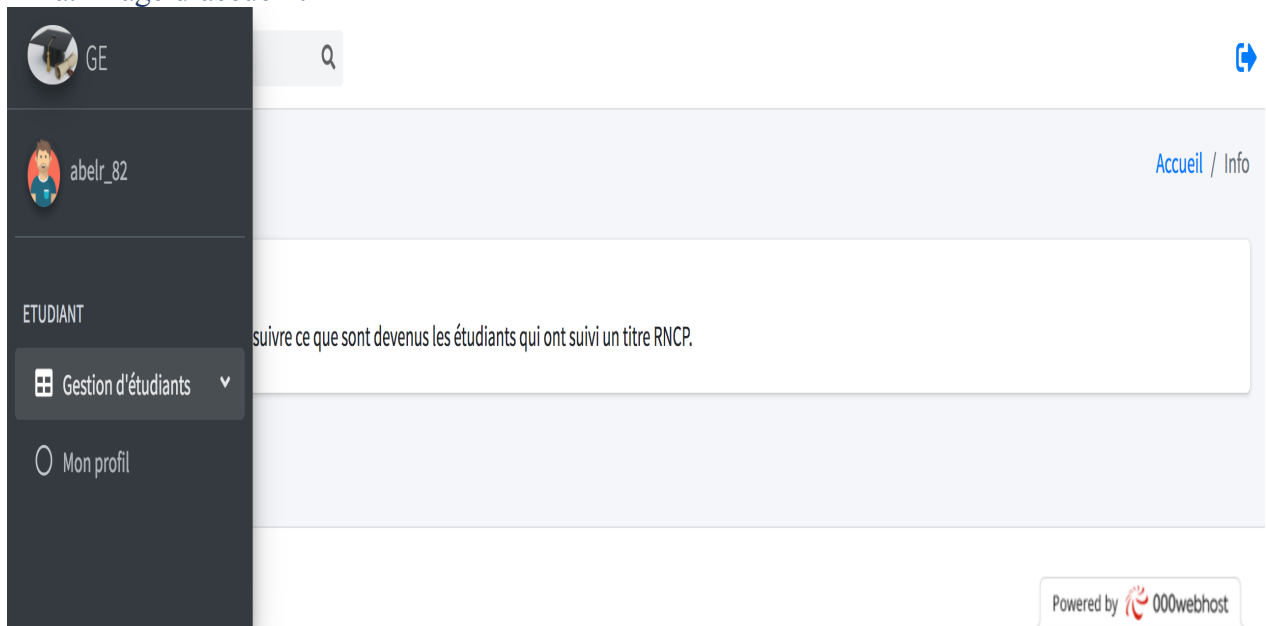 GE
abelr_82
Accueil / Info
ETUDIANT
suivre ce que sont devenus les étudiants qui ont suivi un titre RNCP.
Gestion d'étudiants
Mon profil
Powered by 000webhost